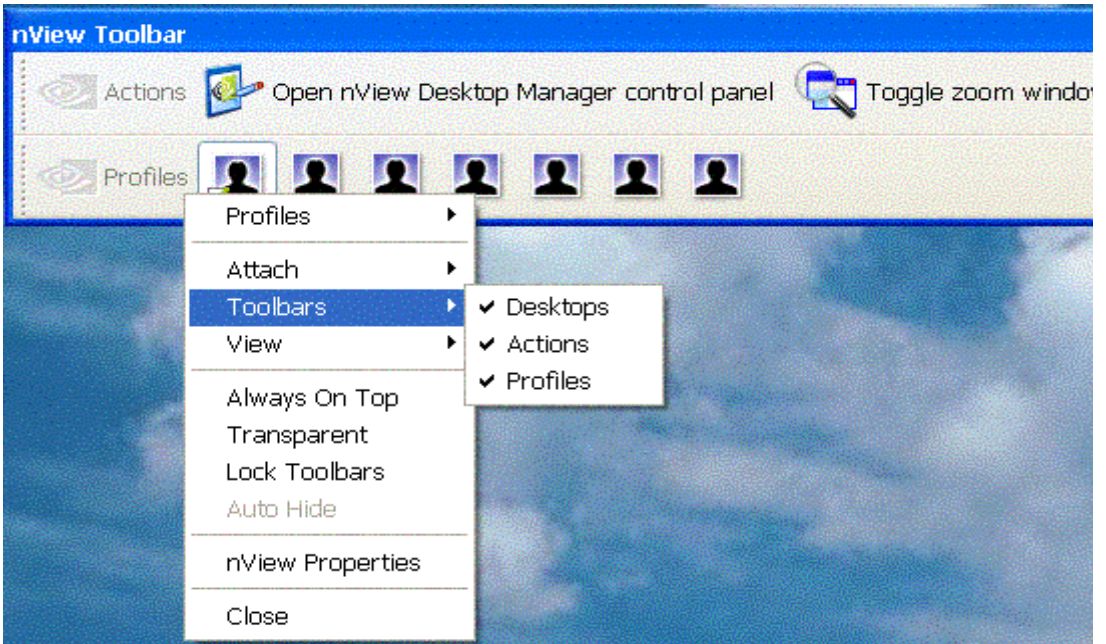 nView Toolbar
Actions Open nView Desktop Manager control panel Toggle zoom windo
Profiles
Profiles
Attach
Toolbars
Desktops
View
Actions
Profiles
Always On Top
Transparent
Lock Toolbars
Auto Hide
nView Properties
Close